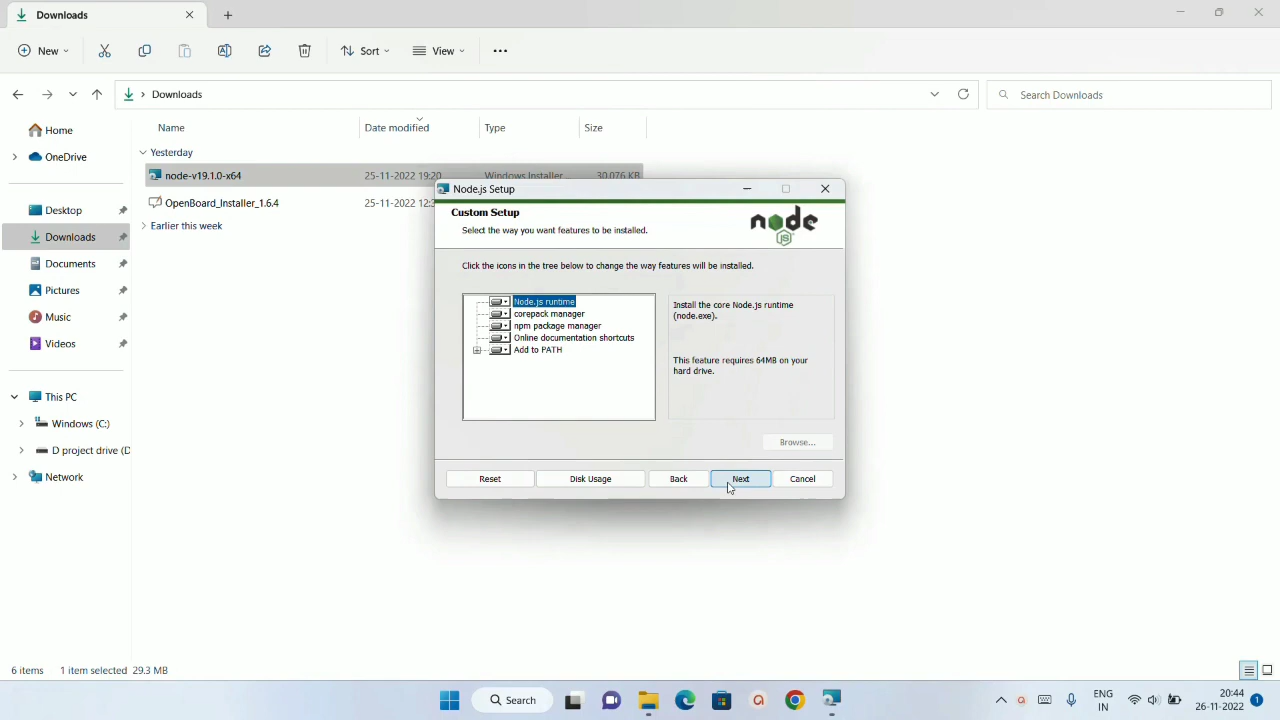 Downloads
New
Sort
View
Downloads
Search Downloads
Home
OneDrive
Desktop
Downloads
Documents
Pictures
Music
Videos
This PC
Windows (C:)
D project drive (D
Network
Name
Date modified
Type
Size
Yesterday
node-v19.1.0-x64
25-11-2022 19:20
Windows Installer ...
30,076 KB
OpenBoard_Installer_1.6.4
25-11-2022 12:
Earlier this week
Node.js Setup
Custom Setup
Select the way you want features to be installed.
node
JS
Click the icons in the tree below to change the way features will be installed.
Node.js runtime
corepack manager
npm package manager
Online documentation shortcuts
Add to PATH
Install the core Node.js runtime
(node.exe).
This feature requires 64MB on your
hard drive.
Browse...
Reset
Disk Usage
Back
Next
Cancel
6 items
1 item selected 29.3 MB
Search
ENG
IN
20:44
26-11-2022
1